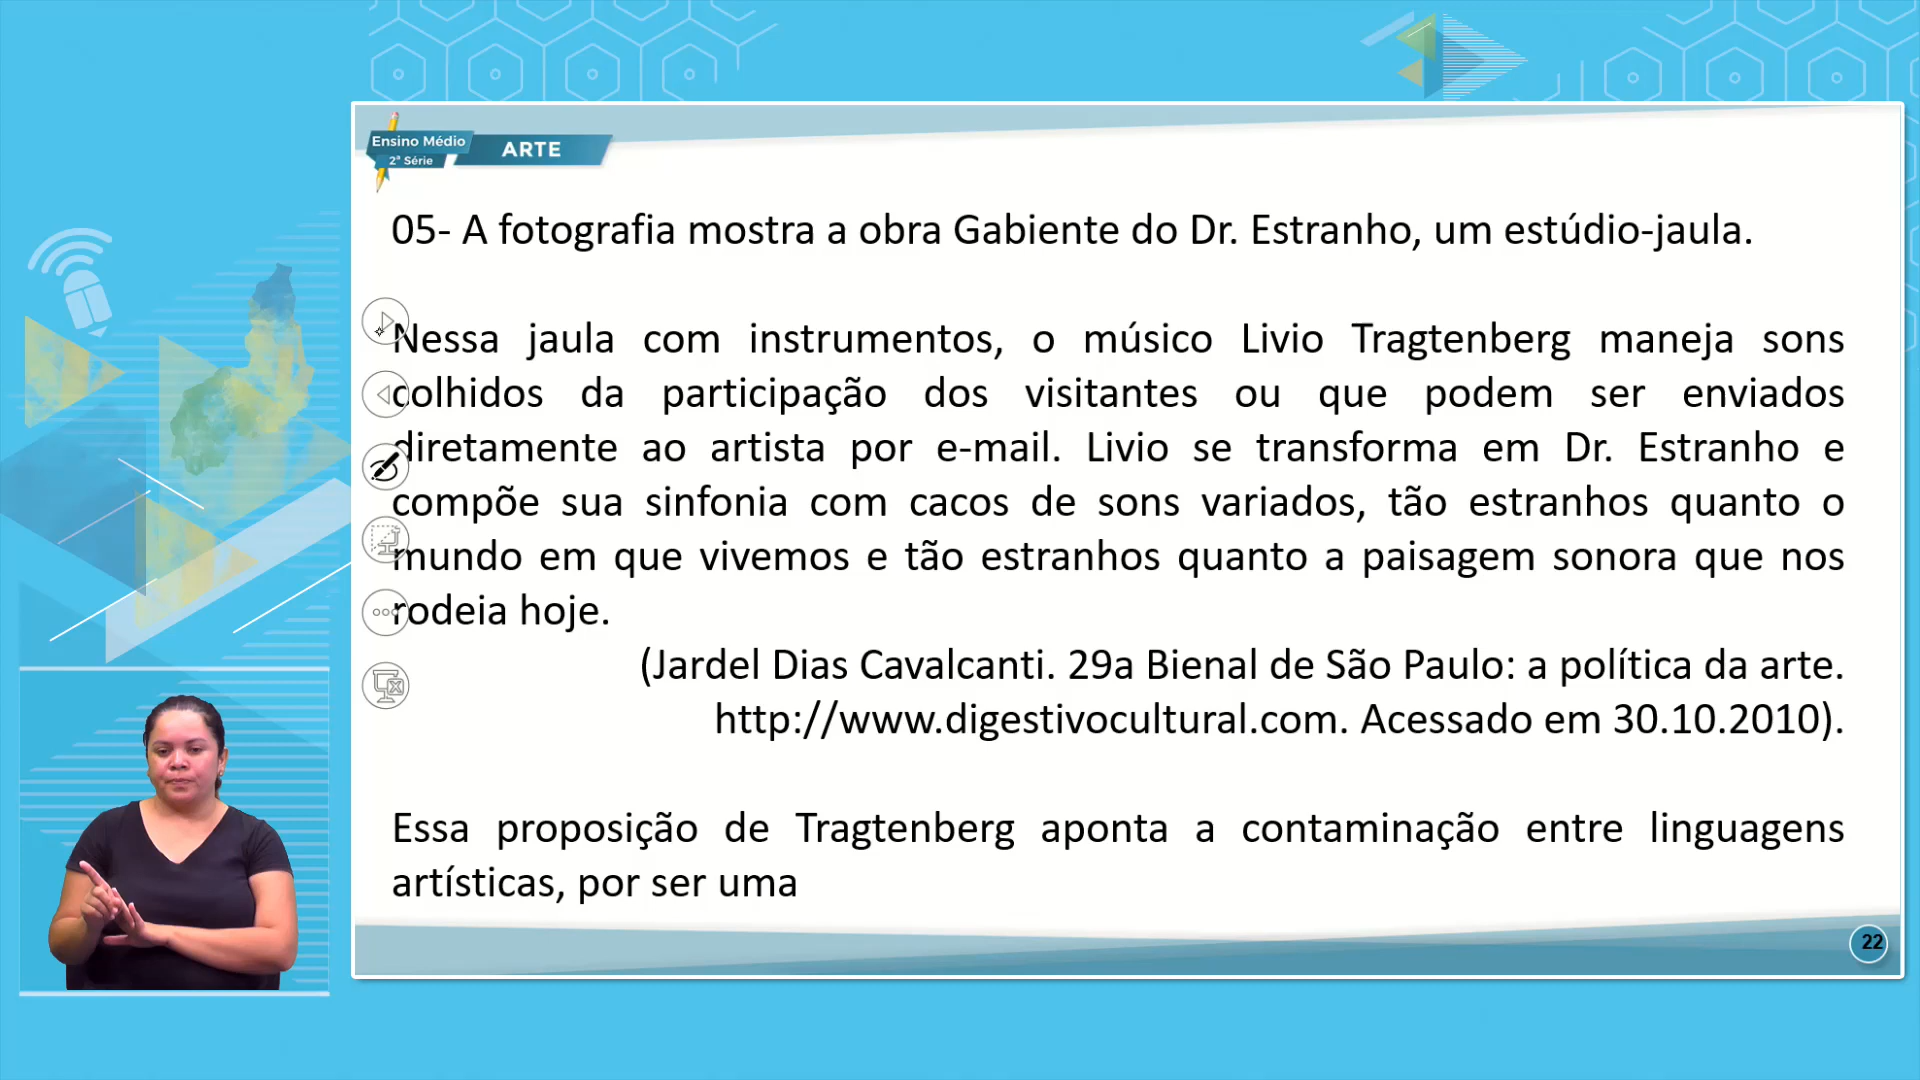 Ensino Médio
2ª Série
ARTE
05- A fotografia mostra a obra Gabiente do Dr. Estranho, um estúdio-jaula.
Nessa jaula com instrumentos, o músico Livio Tragtenberg maneja sons
colhidos da participação dos visitantes ou que podem ser enviados
diretamente ao artista por e-mail. Livio se transforma em Dr. Estranho e
compõe sua sinfonia com cacos de sons variados, tão estranhos quanto o
mundo em que vivemos e tão estranhos quanto a paisagem sonora que nos
rodeia hoje.
(Jardel Dias Cavalcanti. 29a Bienal de São Paulo: a política da arte.
http://www.digestivocultural.com. Acessado em 30.10.2010).
Essa proposição de Tragtenberg aponta a contaminação entre linguagens
artísticas, por ser uma
22